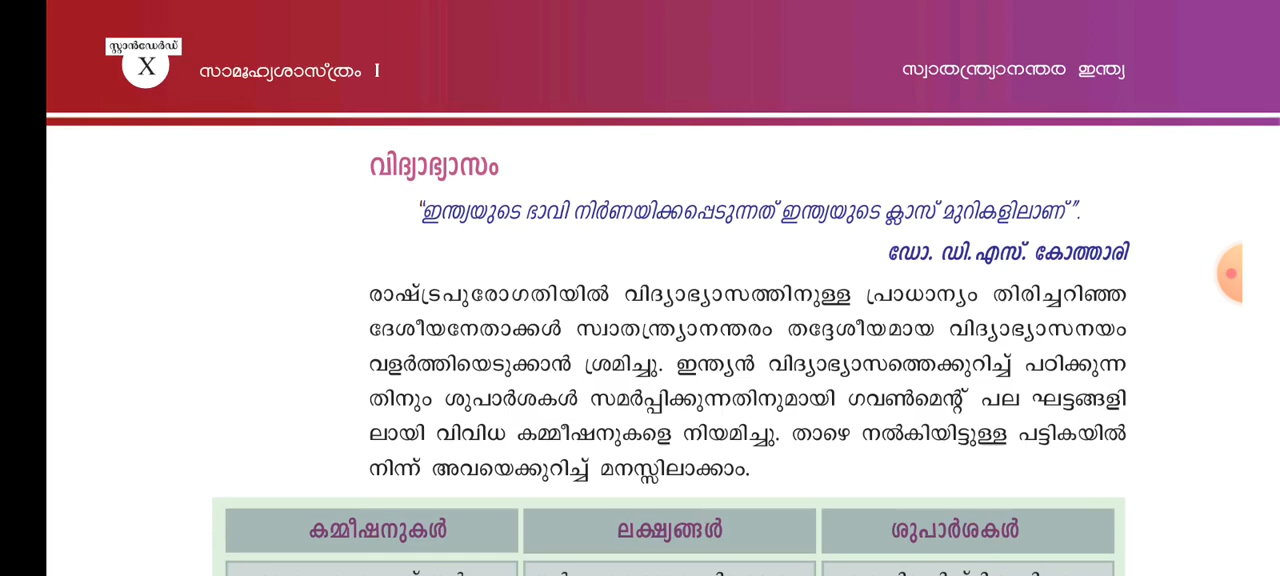 സ്റ്റാൻഡേർഡ്
X
സാമൂഹ്യശാസ്ത്രം I
സ്വാതന്ത്ര്യാനന്തര ഇന്ത്യ
വിദ്യാഭ്യാസം
"ഇന്ത്യയുടെ ഭാവി നിർണയിക്കപ്പെടുന്നത് ഇന്ത്യയുടെ ക്ലാസ് മുറികളിലാണ്".
ഡോ. ഡി.എസ്. കോത്താരി
രാഷ്ട്രപുരോഗതിയിൽ വിദ്യാഭ്യാസത്തിനുള്ള പ്രാധാന്യം തിരിച്ചറിഞ്ഞ
ദേശീയനേതാക്കൾ സ്വാതന്ത്ര്യാനന്തരം തദ്ദേശീയമായ വിദ്യാഭ്യാസനയം
വളർത്തിയെടുക്കാൻ ശ്രമിച്ചു. ഇന്ത്യൻ വിദ്യാഭ്യാസത്തെക്കുറിച്ച് പഠിക്കുന്ന
തിനും ശുപാർശകൾ സമർപ്പിക്കുന്നതിനുമായി ഗവൺമെന്റ് പല ഘട്ടങ്ങളി
ലായി വിവിധ കമ്മീഷനുകളെ നിയമിച്ചു. താഴെ നൽകിയിട്ടുള്ള പട്ടികയിൽ
നിന്ന് അവയെക്കുറിച്ച് മനസ്സിലാക്കാം.
കമ്മീഷനുകൾ
ലക്ഷ്യങ്ങൾ
ശുപാർശകൾ